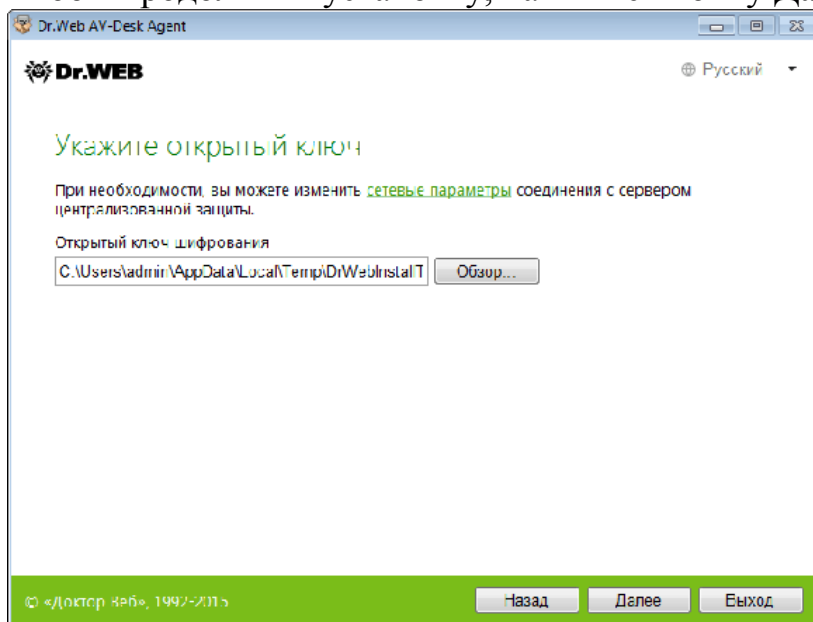 Dr.Web AV-Desk Agent
Dr.WEB
Русский
Укажите открытый ключ
При необходимости, вы можете изменить сетевые параметры соединения с сервером
централизованной защиты.
Открытый ключ шифрования
C:\Users\admin\AppData\Local\Temp\DrWebInstallT
Обзор...
© «Доктор Веб», 1992-2015
Назад
Далее
Выход